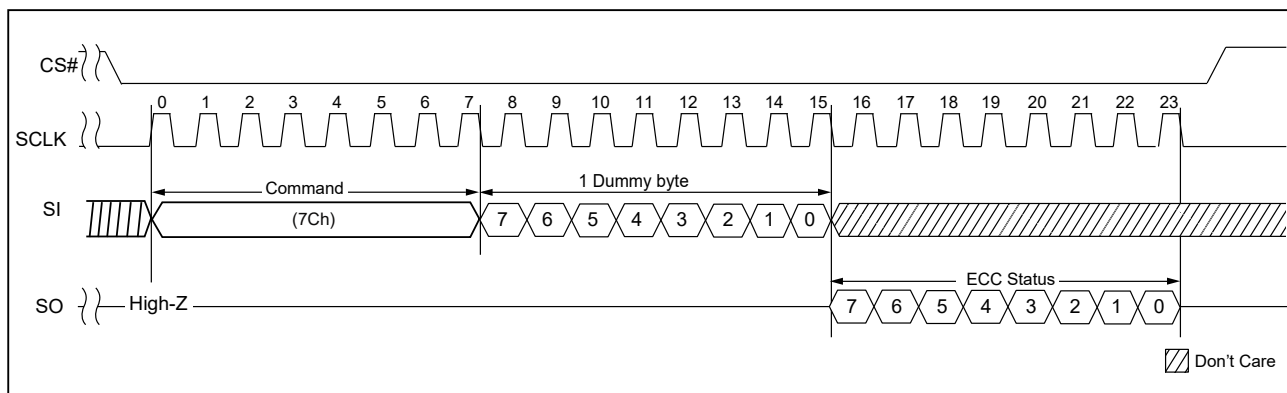 CS#
0 1 2 3 4 5 6 7 8 9 10 11 12 13 14 15 16 17 18 19 20 21 22 23
SCLK
Command 1 Dummy byte
SI (7Ch) 7 6 5 4 3 2 1 0
ECC Status
SO High-Z 7 6 5 4 3 2 1 0
Don't Care